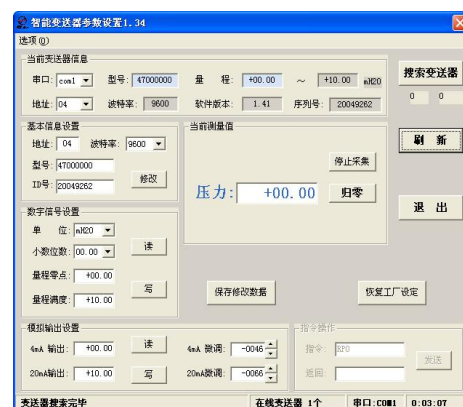 智能变送器参数设置1.34
选项(O)
当前变送器信息
串口: com1 型号: 47000000 量 程: +00.00 ~ +10.00 mH2O
地址: 04 波特率: 9600 软件版本: 1.41 序列号: 20049262
搜索变送器
0 0
基本信息设置
地址: 04 波特率: 9600
型号: 47000000
ID号: 20049262
修改
当前测量值
停止采集
压力: +00.00 归零
刷 新
退 出
数字信号设置
单 位: mH2O
小数位数: 00.00 读
量程零点: +00.00
量程满度: +10.00 写
保存修改数据 恢复工厂设定
模拟输出设置
4mA 输出: +00.00 读 4mA 微调: -0046
20mA输出: +10.00 写 20mA微调: -0066
指令操作
指令: RP0
返回:
发送
变送器搜索完毕 在线变送器 1个 串口:COM1 0:03:07